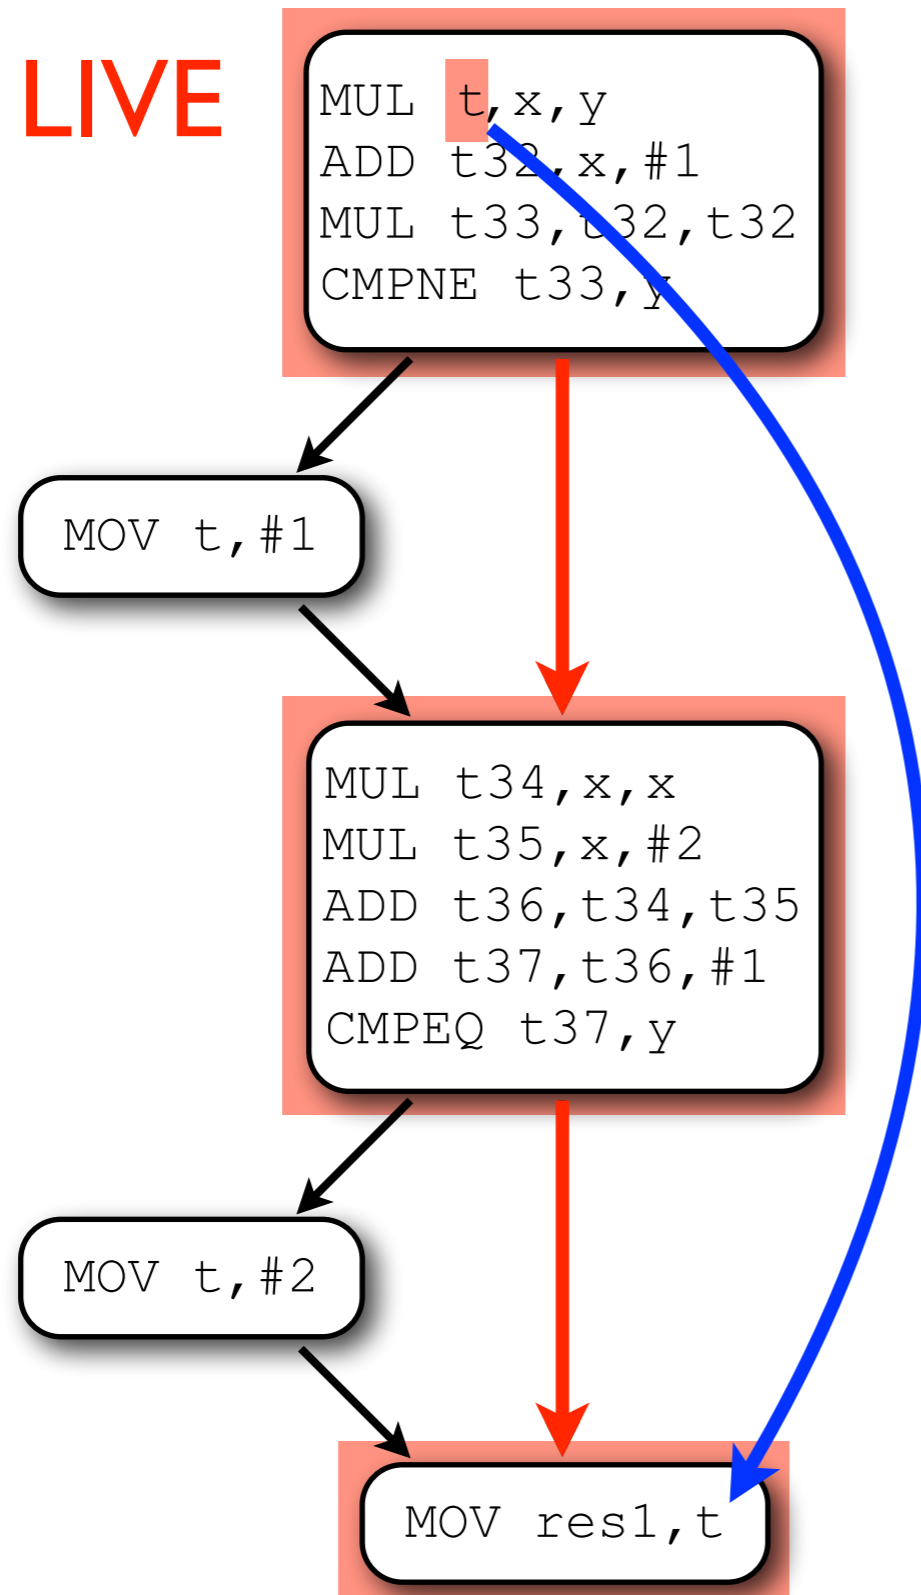 LIVE
MUL t,x,y
ADD t32,x,#1
MUL t33,t32,t32
CMPNE t33,y
MOV t,#1
MUL t34,x,x
MUL t35,x,#2
ADD t36,t34,t35
ADD t37,t36,#1
CMPEQ t37,y
MOV t,#2
MOV res1,t